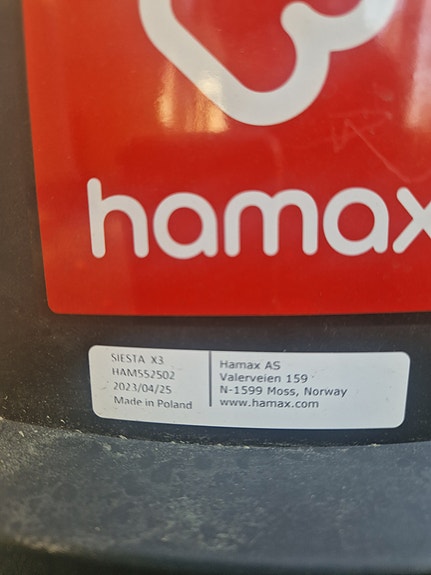 hamax
SIESTA X3
HAM552502
2023/04/25
Made in Poland
Hamax AS
Valerveien 159
N-1599 Moss, Norway
www.hamax.com